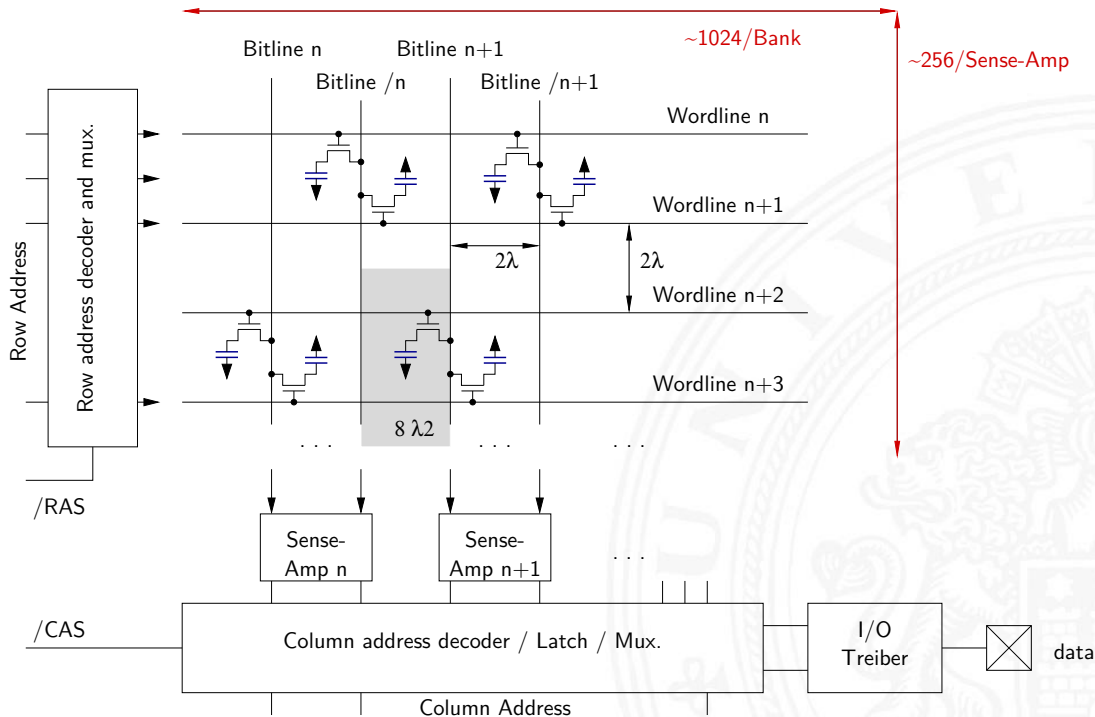 Bitline n
Bitline n+1
~1024/Bank
~256/Sense-Amp
Bitline /n
Bitline /n+1
Row Address
Row address decoder and mux.
Wordline n
Wordline n+1
2λ
2λ
Wordline n+2
Wordline n+3
8 λ2
. . .
. . .
. . .
/RAS
Sense-
Amp n
Sense-
Amp n+1
. . .
/CAS
Column address decoder / Latch / Mux.
I/O
Treiber
data
Column Address
U N I V E